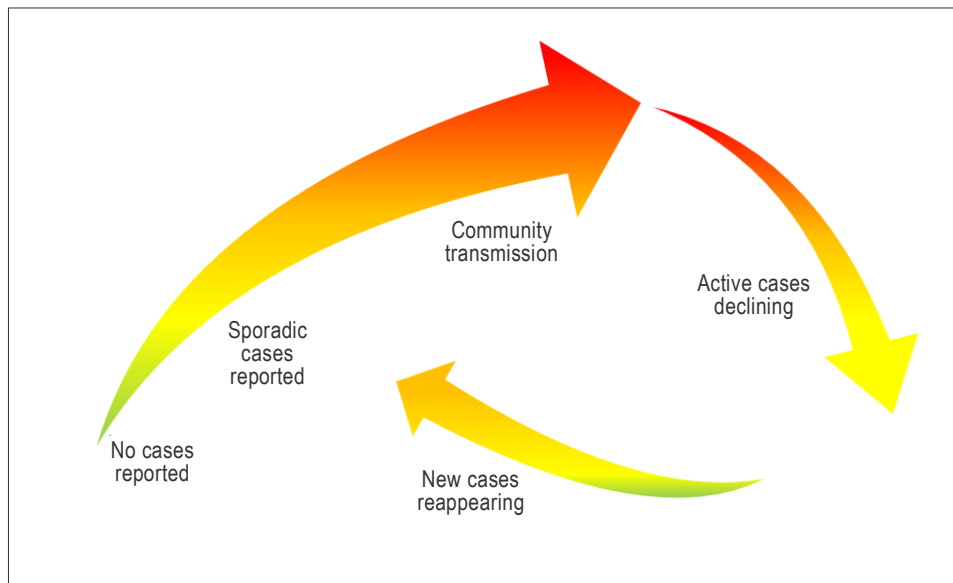 Community
transmission
Active cases
declining
Sporadic
cases
reported
No cases
reported
New cases
reappearing